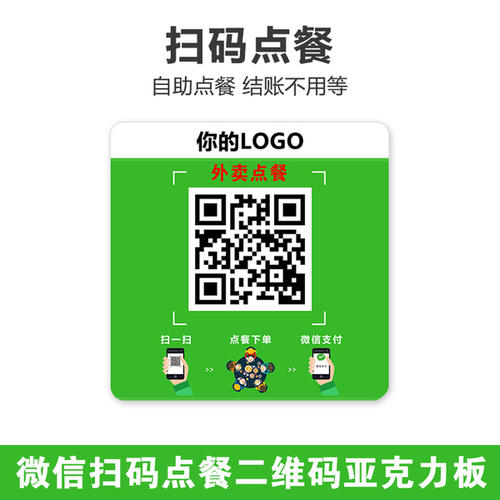 扫码点餐
自助点餐 结账不用等
你的LOGO
外卖点餐
扫一扫 点餐下单 微信支付
>> >>
微信扫码点餐二维码亚克力板